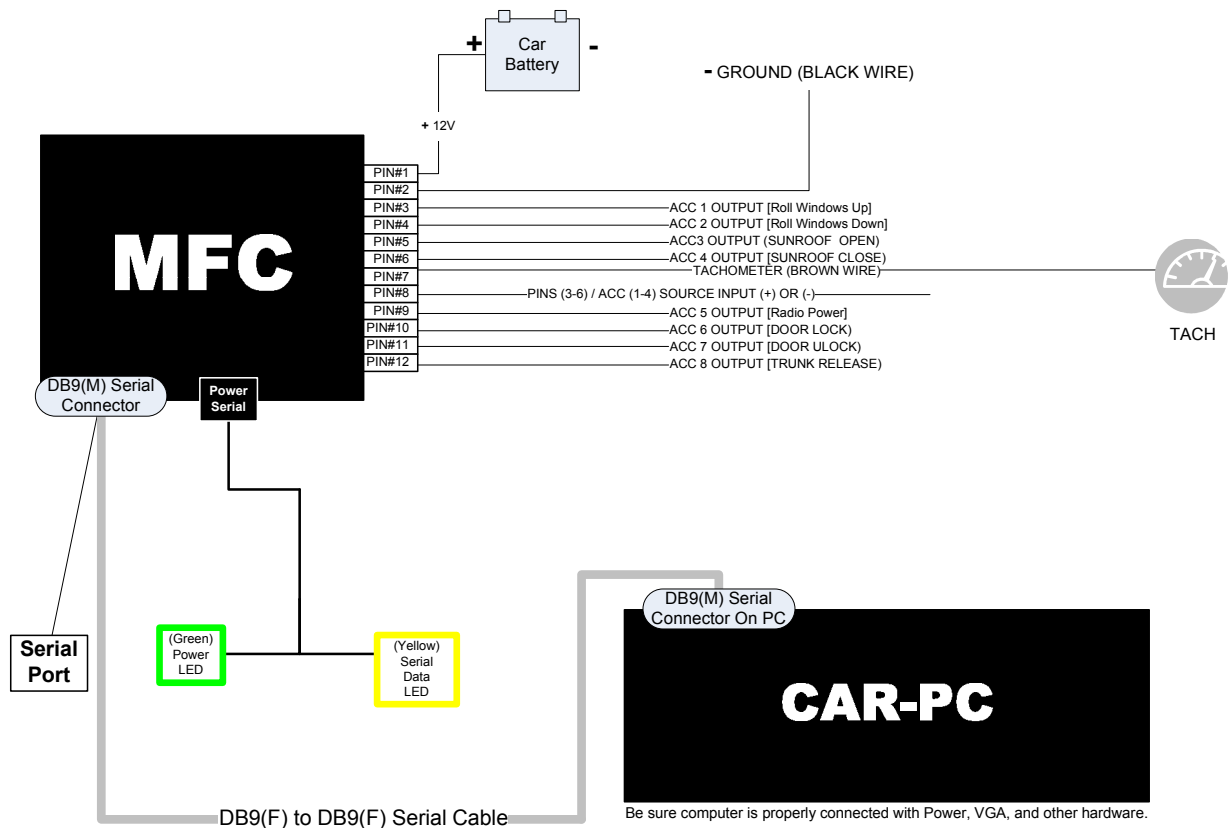 +
Car
Battery
-
- GROUND (BLACK WIRE)
+ 12V
MFC
PIN#1
PIN#2
PIN#3
ACC 1 OUTPUT [Roll Windows Up]
PIN#4
ACC 2 OUTPUT [Roll Windows Down]
PIN#5
ACC3 OUTPUT (SUNROOF OPEN)
PIN#6
ACC 4 OUTPUT [SUNROOF CLOSE)
PIN#7
TACHOMETER (BROWN WIRE)
PIN#8
PINS (3-6) / ACC (1-4) SOURCE INPUT (+) OR (-)
PIN#9
ACC 5 OUTPUT [Radio Power]
PIN#10
ACC 6 OUTPUT [DOOR LOCK)
PIN#11
ACC 7 OUTPUT [DOOR ULOCK)
PIN#12
ACC 8 OUTPUT [TRUNK RELEASE)
TACH
DB9(M) Serial
Connector
Power
Serial
Serial
Port
(Green)
Power
LED
(Yellow)
Serial
Data
LED
DB9(M) Serial
Connector On PC
CAR-PC
Be sure computer is properly connected with Power, VGA, and other hardware.
DB9(F) to DB9(F) Serial Cable